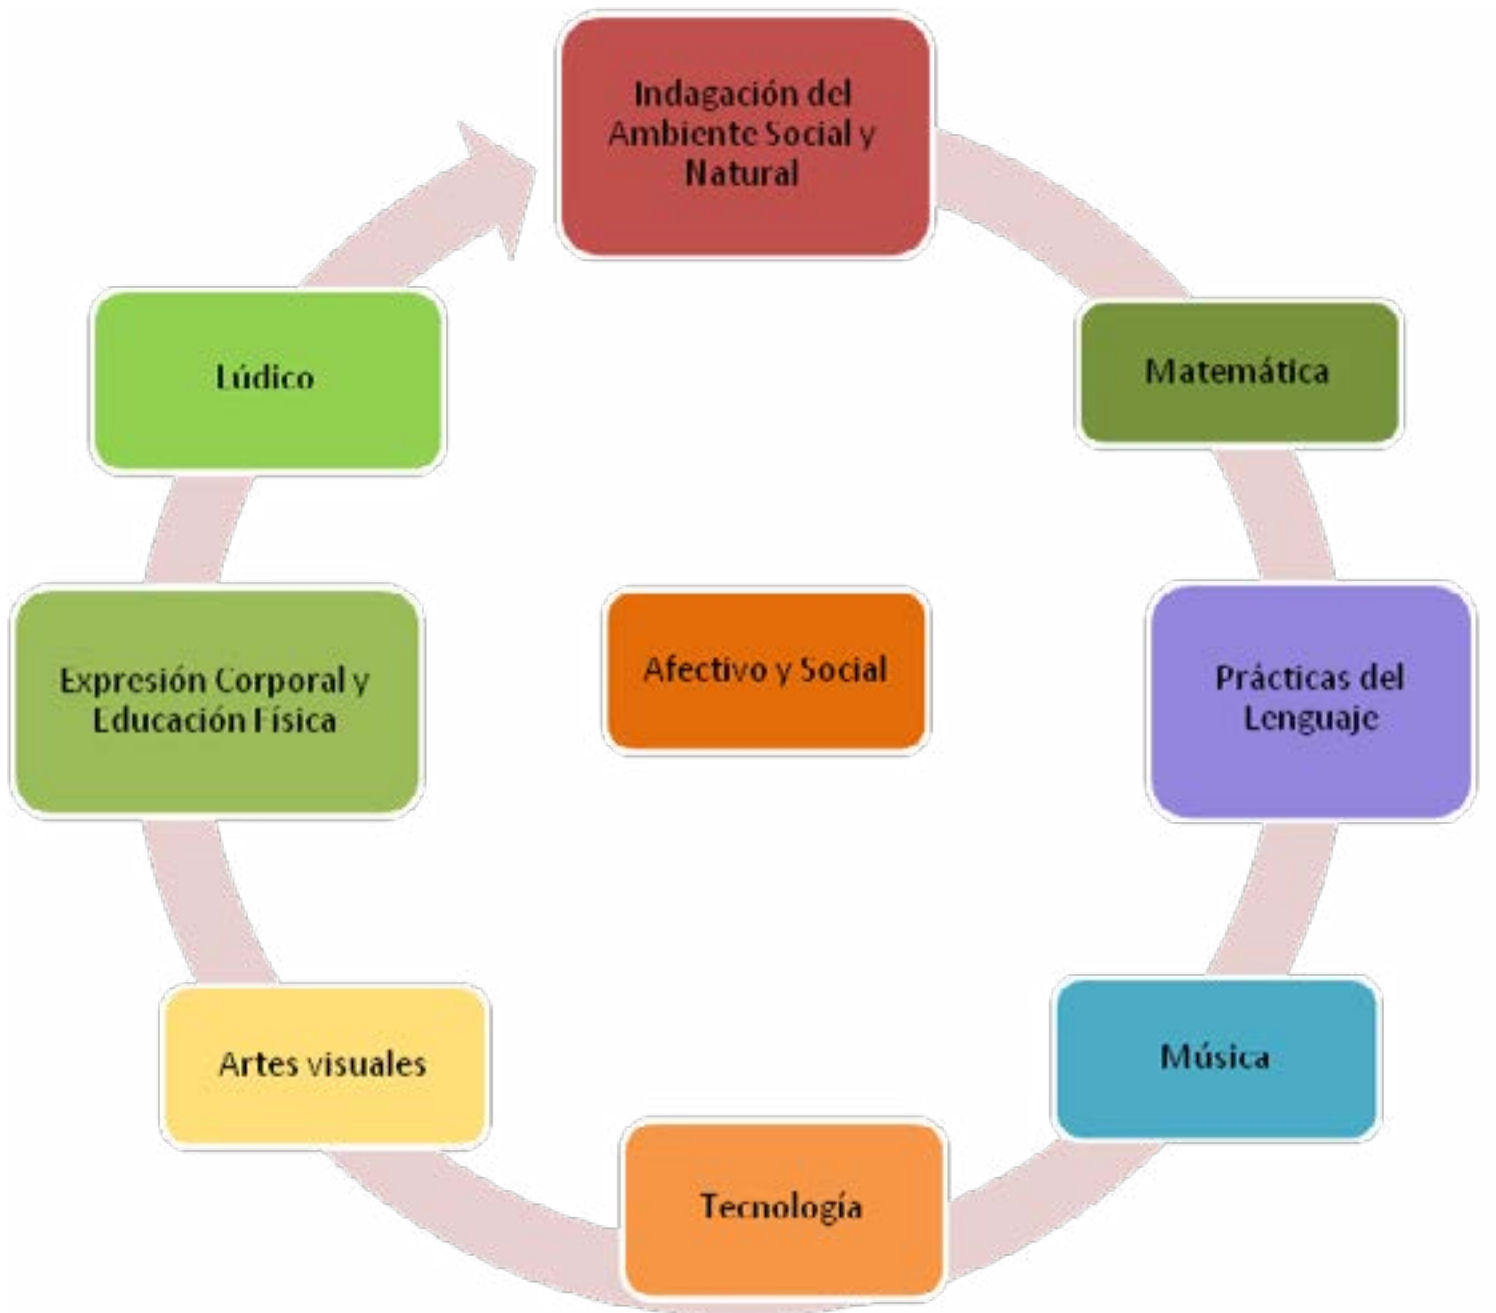 Indagación del
Ambiente Social y
Natural
Matemática
Lúdico
Afectivo y Social
Prácticas del
Lenguaje
Expresión Corporal y
Educación Física
Música
Artes visuales
Tecnología